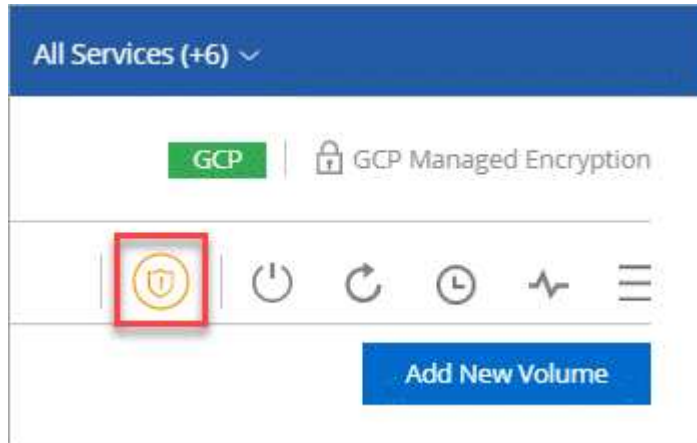 All Services (+6)
GCP
GCP Managed Encryption
Add New Volume